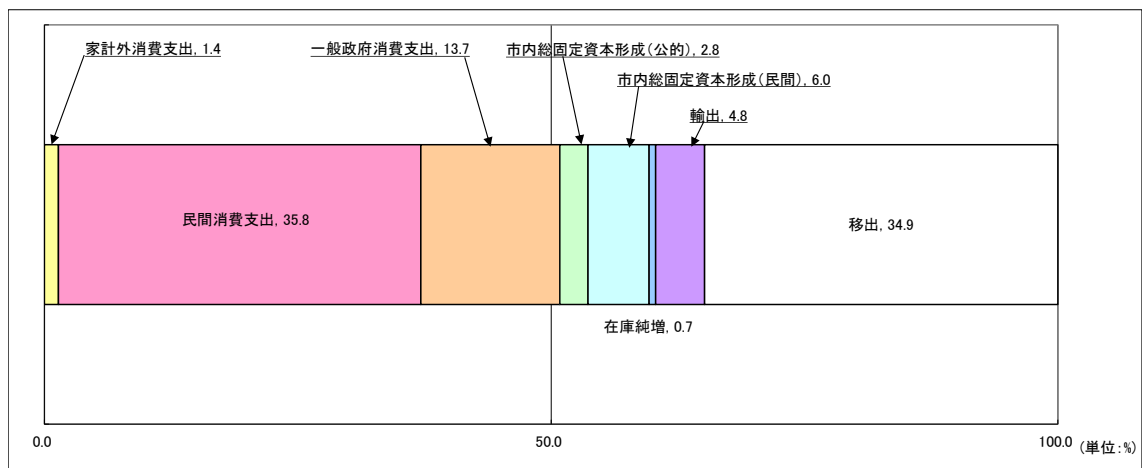 家計外消費支出, 1.4
一般政府消費支出, 13.7
市内総固定資本形成(公的), 2.8
市内総固定資本形成(民間), 6.0
輸出, 4.8
民間消費支出, 35.8
移出, 34.9
在庫純増, 0.7
0.0
50.0
100.0
(単位:%)